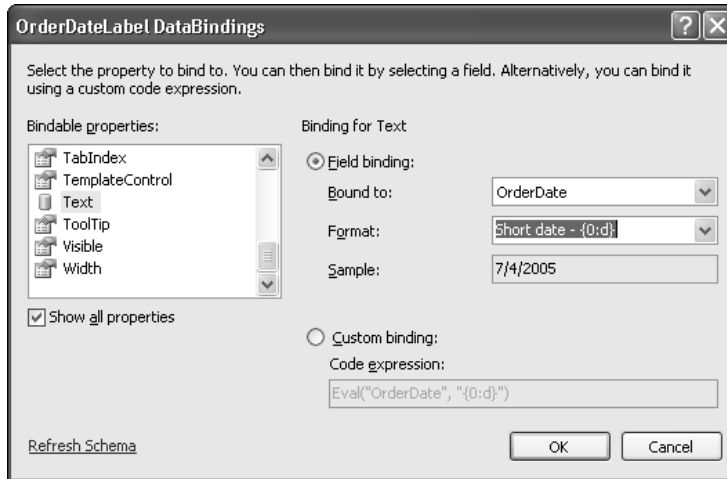 OrderDateLabel DataBindings
Select the property to bind to. You can then bind it by selecting a field. Alternatively, you can bind it
using a custom code expression.
Bindable properties:
TabIndex
TemplateControl
Text
ToolTip
Visible
Width
Show all properties
Binding for Text
Field binding:
Bound to: OrderDate
Format: Short date - {0:d}
Sample: 7/4/2005
Custom binding:
Code expression:
Eval("OrderDate", "{0:d}")
Refresh Schema
OK Cancel